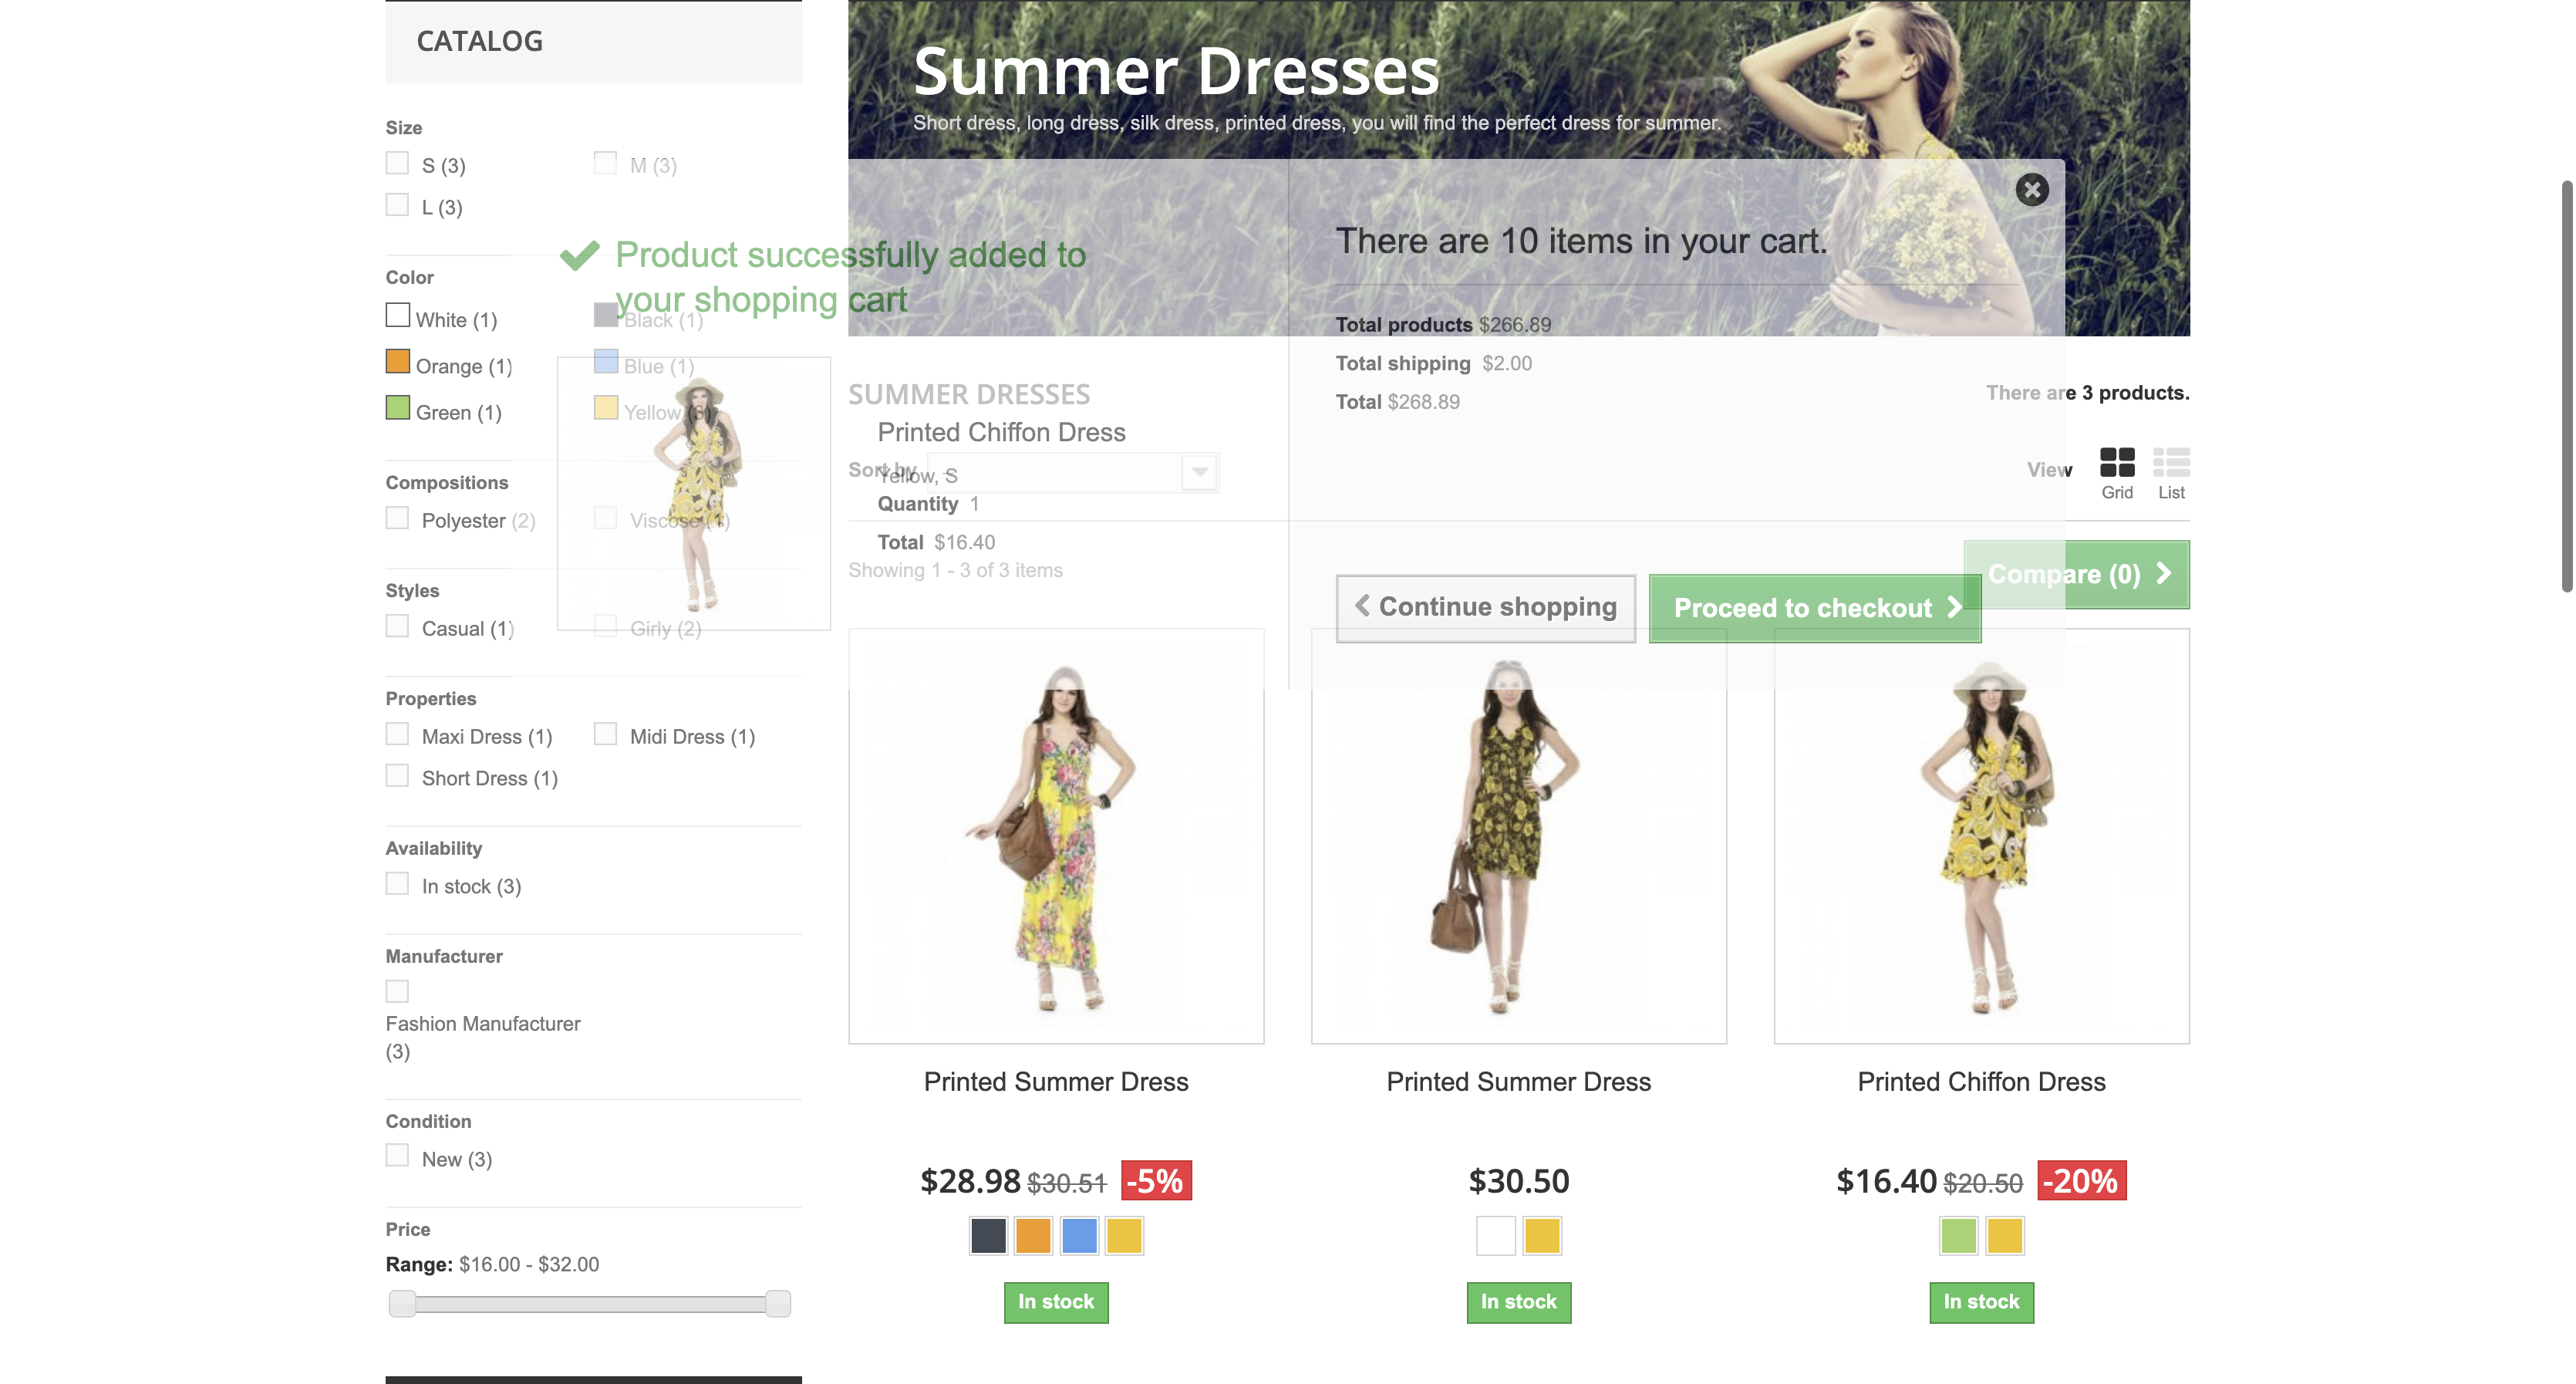 CATALOG
Size
S (3)
M (3)
L (3)
Color
White (1)
Black (1)
Orange (1)
Blue (1)
Green (1)
Yellow (3)
Compositions
Polyester (2)
Viscose (1)
Styles
Casual (1)
Girly (2)
Properties
Maxi Dress (1)
Midi Dress (1)
Short Dress (1)
Availability
In stock (3)
Manufacturer
Fashion Manufacturer
(3)
Condition
New (3)
Price
Range: $16.00 - $32.00
Summer Dresses
Short dress, long dress, silk dress, printed dress, you will find the perfect dress for summer.
Product successfully added to
your shopping cart
Printed Chiffon Dress
Yellow, S
Quantity 1
Total $16.40
There are 10 items in your cart.
Total products $266.89
Total shipping $2.00
Total $268.89
Continue shopping
Proceed to checkout
SUMMER DRESSES
There are 3 products.
Sort by
View
Grid
List
Showing 1 - 3 of 3 items
Compare (0)
Printed Summer Dress
$28.98 $30.51 -5%
In stock
Printed Summer Dress
$30.50
In stock
Printed Chiffon Dress
$16.40 $20.50 -20%
In stock